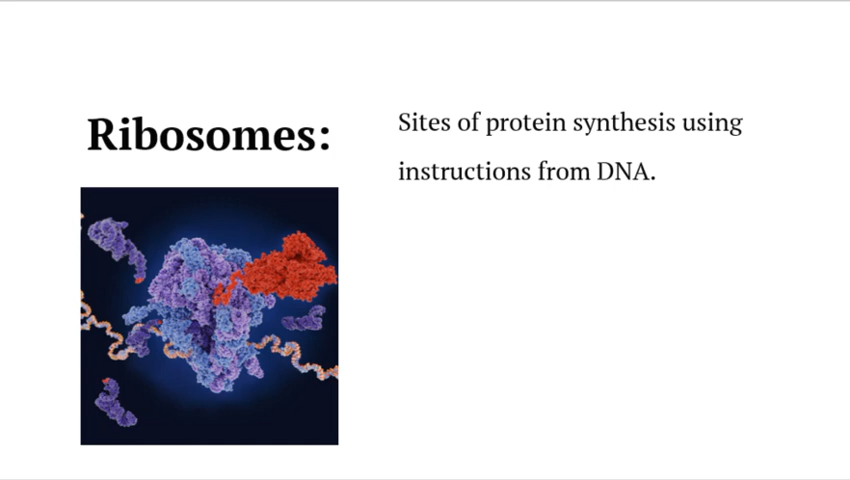 Ribosomes:
Sites of protein synthesis using
instructions from DNA.